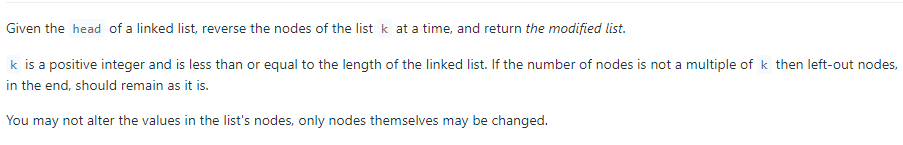 Given the head of a linked list, reverse the nodes of the list k at a time, and return the modified list.
k is a positive integer and is less than or equal to the length of the linked list. If the number of nodes is not a multiple of k then left-out nodes,
in the end, should remain as it is.
You may not alter the values in the list's nodes, only nodes themselves may be changed.